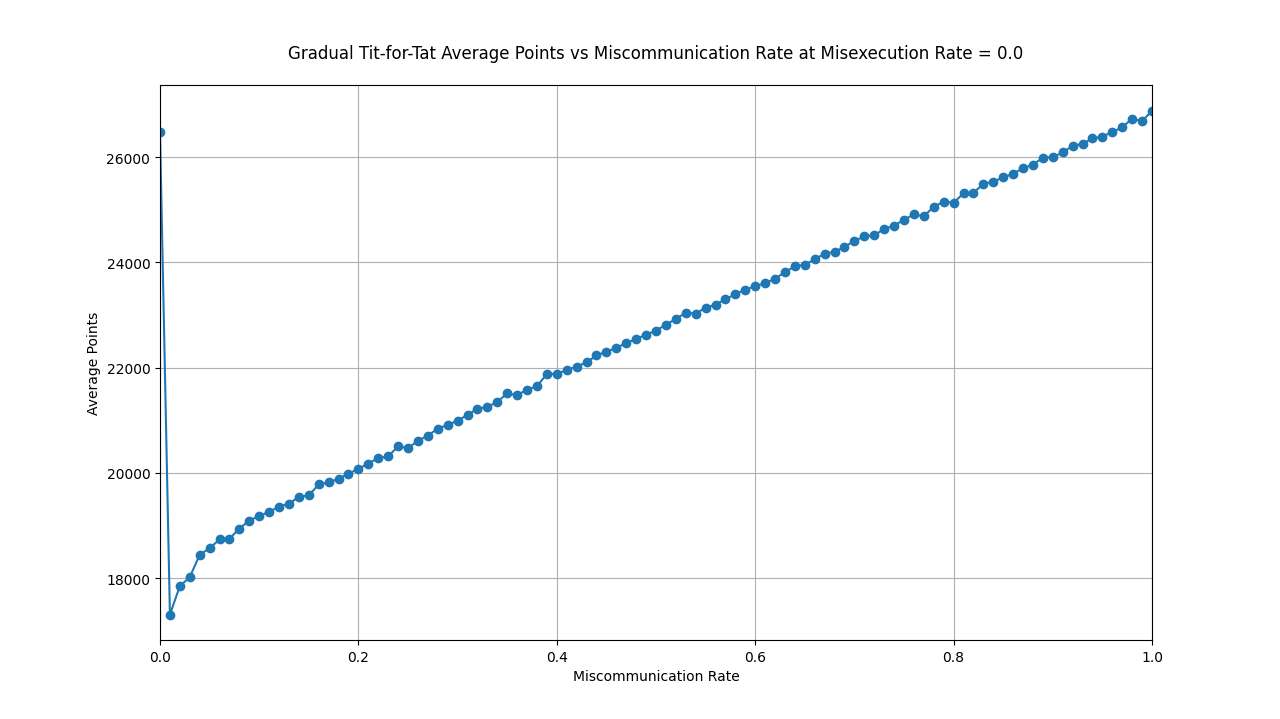 Gradual Tit-for-Tat Average Points vs Miscommunication Rate at Misexecution Rate = 0.0
26000
24000
22000
20000
18000
Average Points
0.0 0.2 0.4 0.6 0.8 1.0
Miscommunication Rate